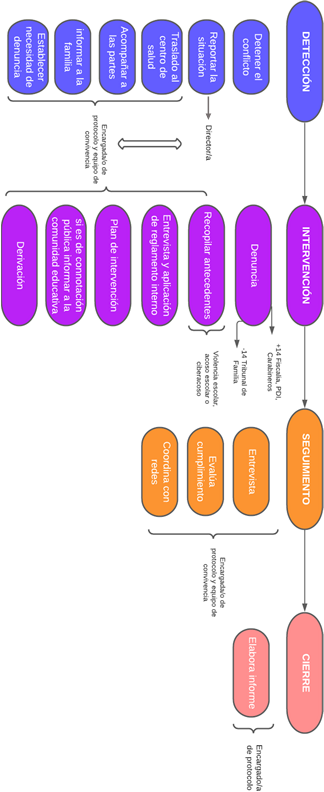 DETECCIÓN
Detener el
conflicto
Reportar la
situación
Director/a
Traslado al
centro de
salud
Acompañar a
las partes
informar a la
familia
Establecer
necesidad de
denuncia
Encargada/o de
protocolo y equipo de
convivencia
INTERVENCIÓN
Denuncia
+14 Fiscalia, PDI,
Carabineros
-14 Tribunal de
Familia
Recopilar antecedentes
Violencia escolar,
acoso escolar o
ciberacoso
Entrevista y aplicación
de reglamento interno
Plan de intervención
si es de connotación
pública informar a la
comunidad educativa
Derivación
SEGUIMIENTO
Entrevista
Evalúa
cumplimiento
Coordina con
redes
Encargada/o de
protocolo y equipo de
convivencia
CIERRE
Elabora informe
Encargado/a
de protocolo